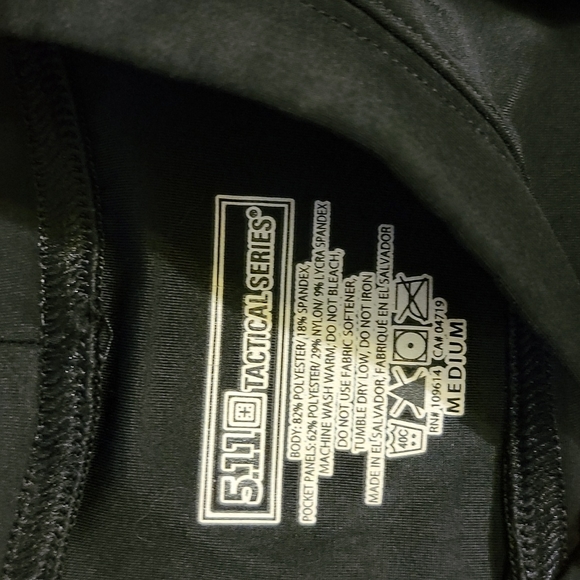 5.11 TACTICAL SERIES®
BODY: 82% POLYESTER/ 18% SPANDEX,
POCKET PANELS: 62% POLYESTER/ 29% NYLON/ 9% LYCRA SPANDEX
MACHINE WASH WARM, DO NOT BLEACH,
DO NOT USE FABRIC SOFTENER,
TUMBLE DRY LOW, DO NOT IRON
MADE IN EL SALVADOR, FABRIQUE EN EL SALVADOR
40C
RN# 109614 CA# 04719
MEDIUM